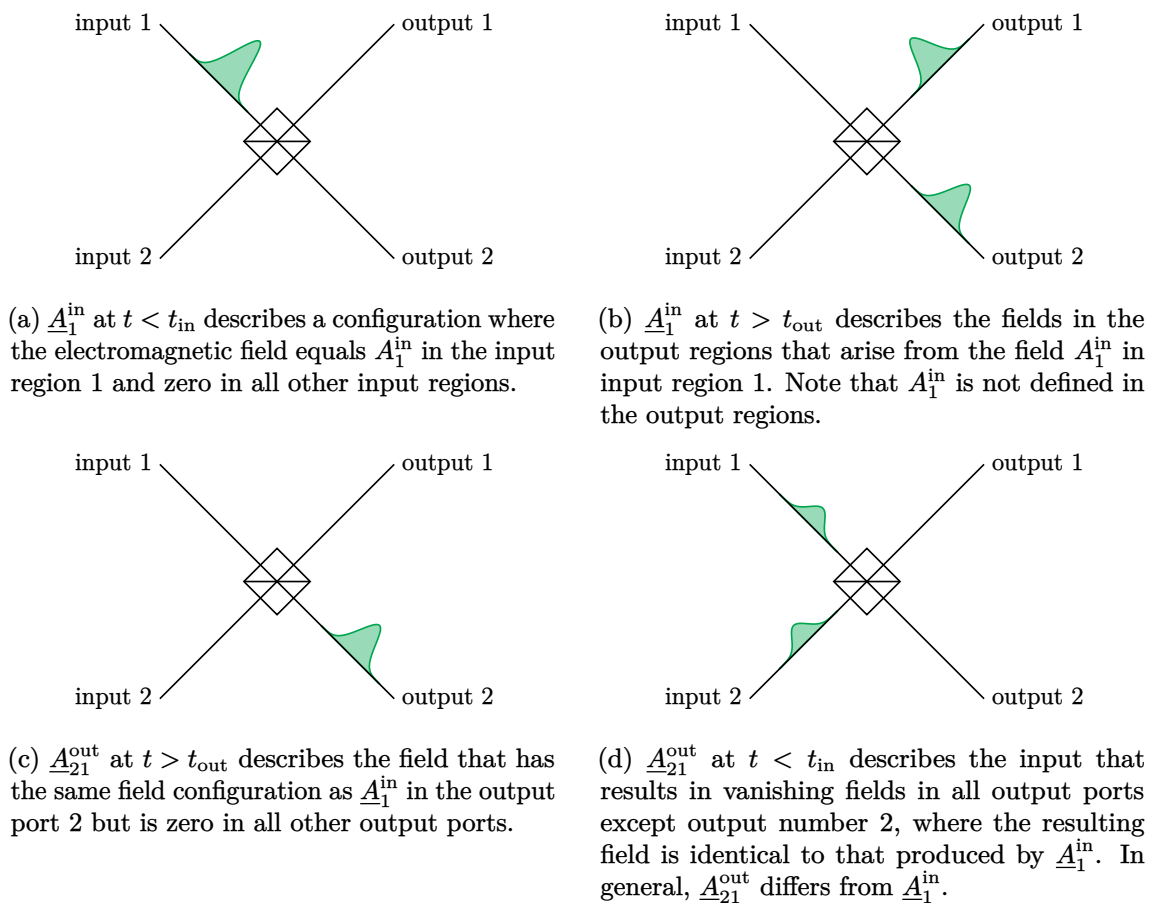 input 1
output 1
input 2
output 2
input 1
output 1
input 2
output 2
(a) A̲₁ⁱⁿ at t < t_in describes a configuration where
the electromagnetic field equals A₁ⁱⁿ in the input
region 1 and zero in all other input regions.
(b) A̲₁ⁱⁿ at t > t_out describes the fields in the
output regions that arise from the field A₁ⁱⁿ in
input region 1. Note that A₁ⁱⁿ is not defined in
the output regions.
input 1
output 1
input 2
output 2
input 1
output 1
input 2
output 2
(c) A̲₂₁ᵒᵘᵗ at t > t_out describes the field that has
the same field configuration as A̲₁ⁱⁿ in the output
port 2 but is zero in all other output ports.
(d) A̲₂₁ᵒᵘᵗ at t < t_in describes the input that
results in vanishing fields in all output ports
except output number 2, where the resulting
field is identical to that produced by A̲₁ⁱⁿ. In
general, A̲₂₁ᵒᵘᵗ differs from A̲₁ⁱⁿ.